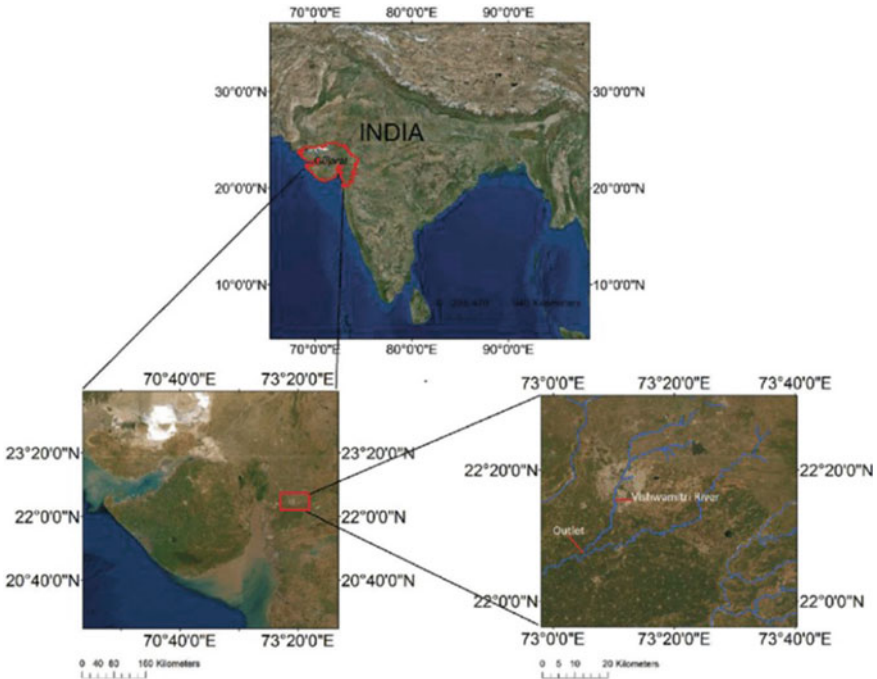 70°0'0"E 80°0'0"E 90°0'0"E
30°0'0"N 30°0'0"N
INDIA
Gujarat
20°0'0"N 20°0'0"N
10°0'0"N 10°0'0"N
Kilometers
70°0'0"E 80°0'0"E 90°0'0"E
70°40'0"E 73°20'0"E
23°20'0"N 23°20'0"N
22°0'0"N 22°0'0"N
20°40'0"N 20°40'0"N
70°40'0"E 73°20'0"E
0 40 80 160 Kilometers
73°0'0"E 73°20'0"E 73°40'0"E
22°20'0"N 22°20'0"N
Vishwamitri River
Outlet
22°0'0"N 22°0'0"N
73°0'0"E 73°20'0"E 73°40'0"E
0 5 10 20 Kilometers